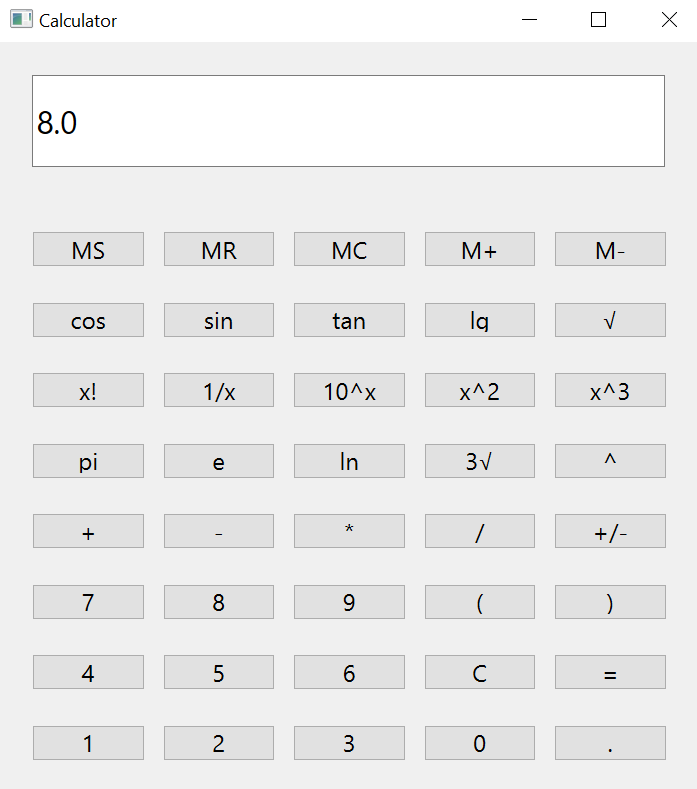 Calculator
8.0
MS MR MC M+ M-
cos sin tan lg √
x! 1/x 10^x x^2 x^3
pi e ln 3√ ^
+ - * / +/-
7 8 9 ( )
4 5 6 C =
1 2 3 0 .